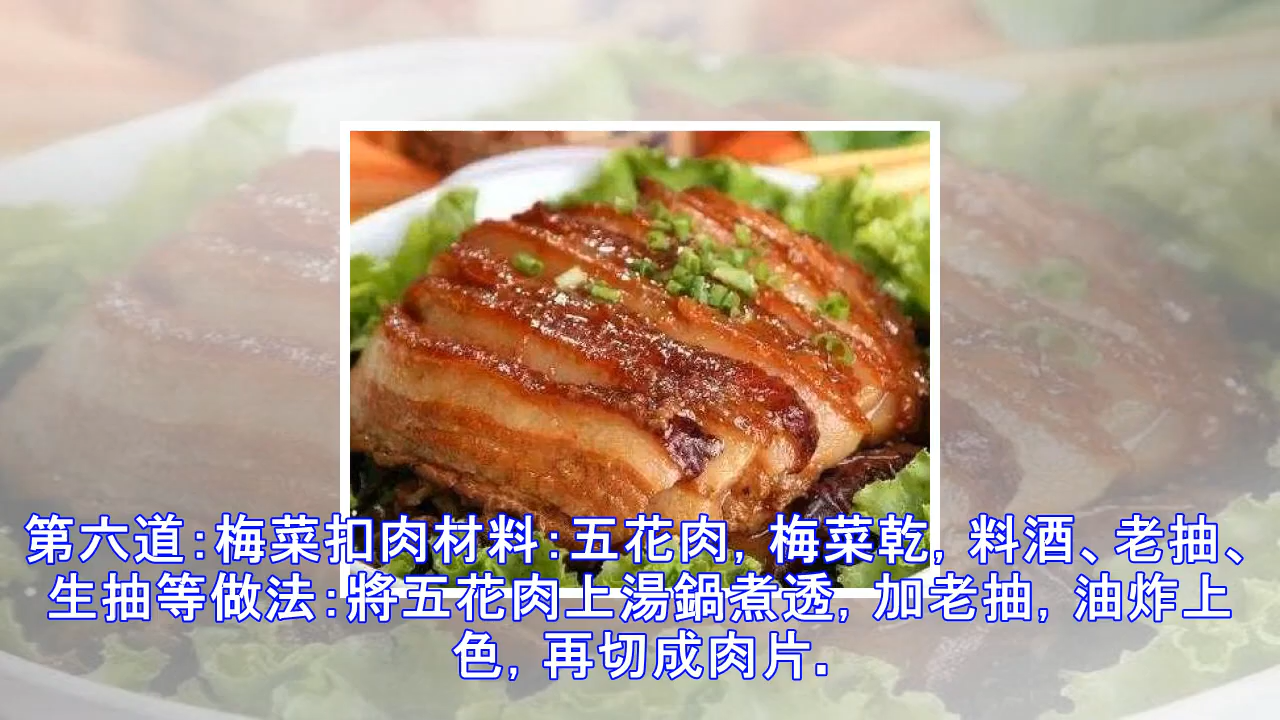 第六道:梅菜扣肉材料:五花肉, 梅菜乾, 料酒、老抽、
生抽等做法:將五花肉上湯鍋煮透, 加老抽, 油炸上
色, 再切成肉片.